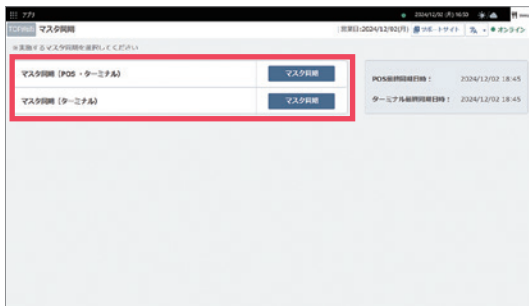 アプリ 2024/12/02 (月) 16:50
マスタ同期 営業日:2024/12/02(月) サポートサイト オンライン
※実施するマスタ同期を選択してください
マスタ同期 (POS・ターミナル) マスタ同期 POS最終同期日時: 2024/12/02 18:45
マスタ同期 (ターミナル) マスタ同期 ターミナル最終同期日時: 2024/12/02 18:45